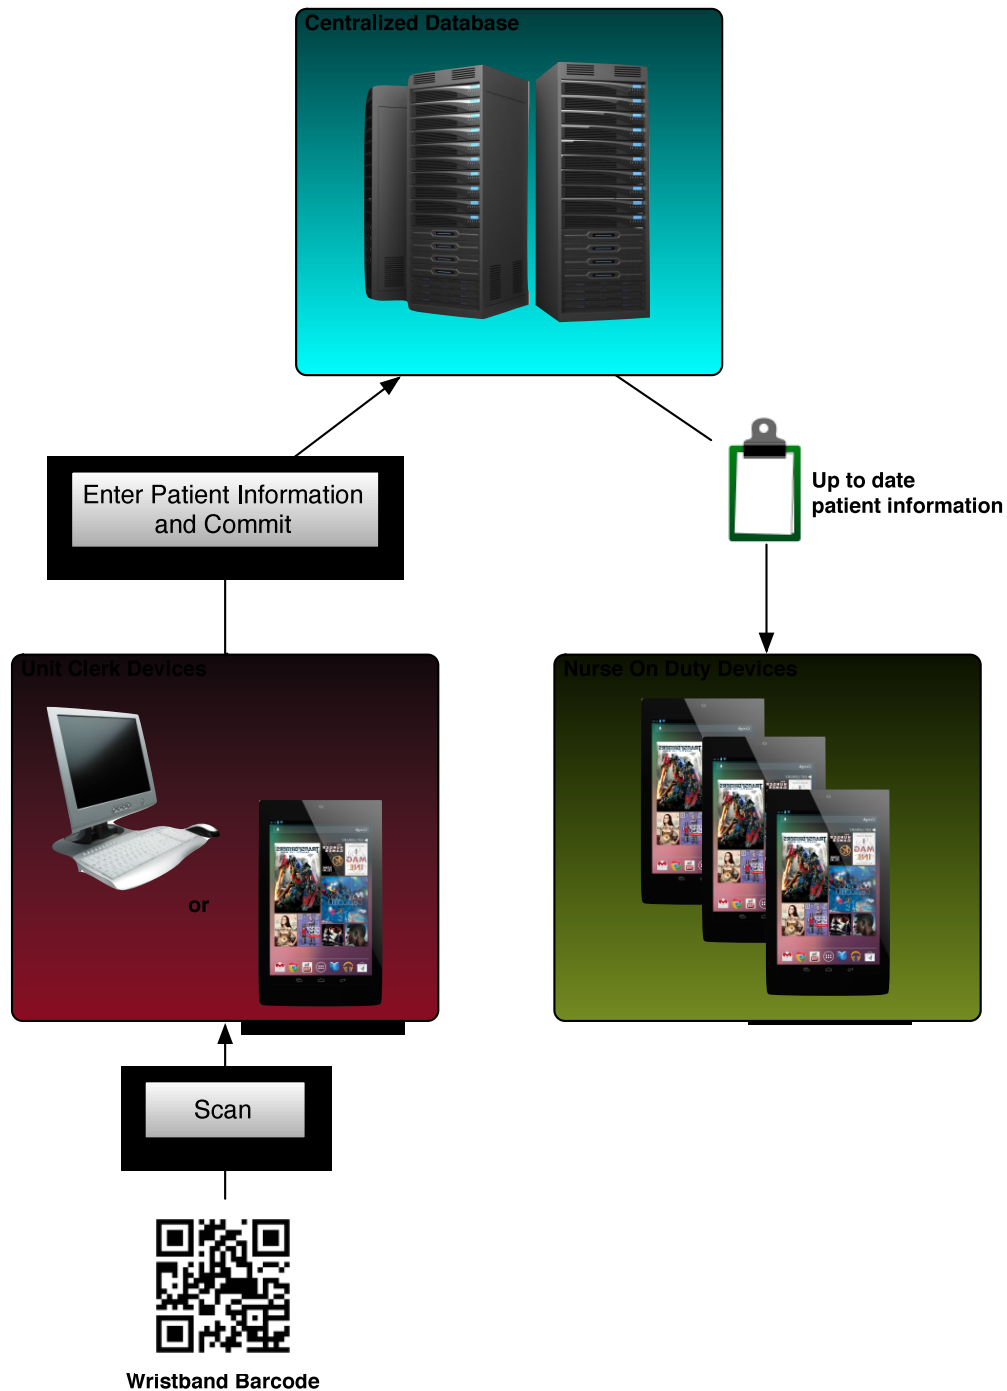 Centralized Database
Enter Patient Information
and Commit
Up to date
patient information
Unit Clerk Devices
or
Nurse On Duty Devices
Scan
Wristband Barcode